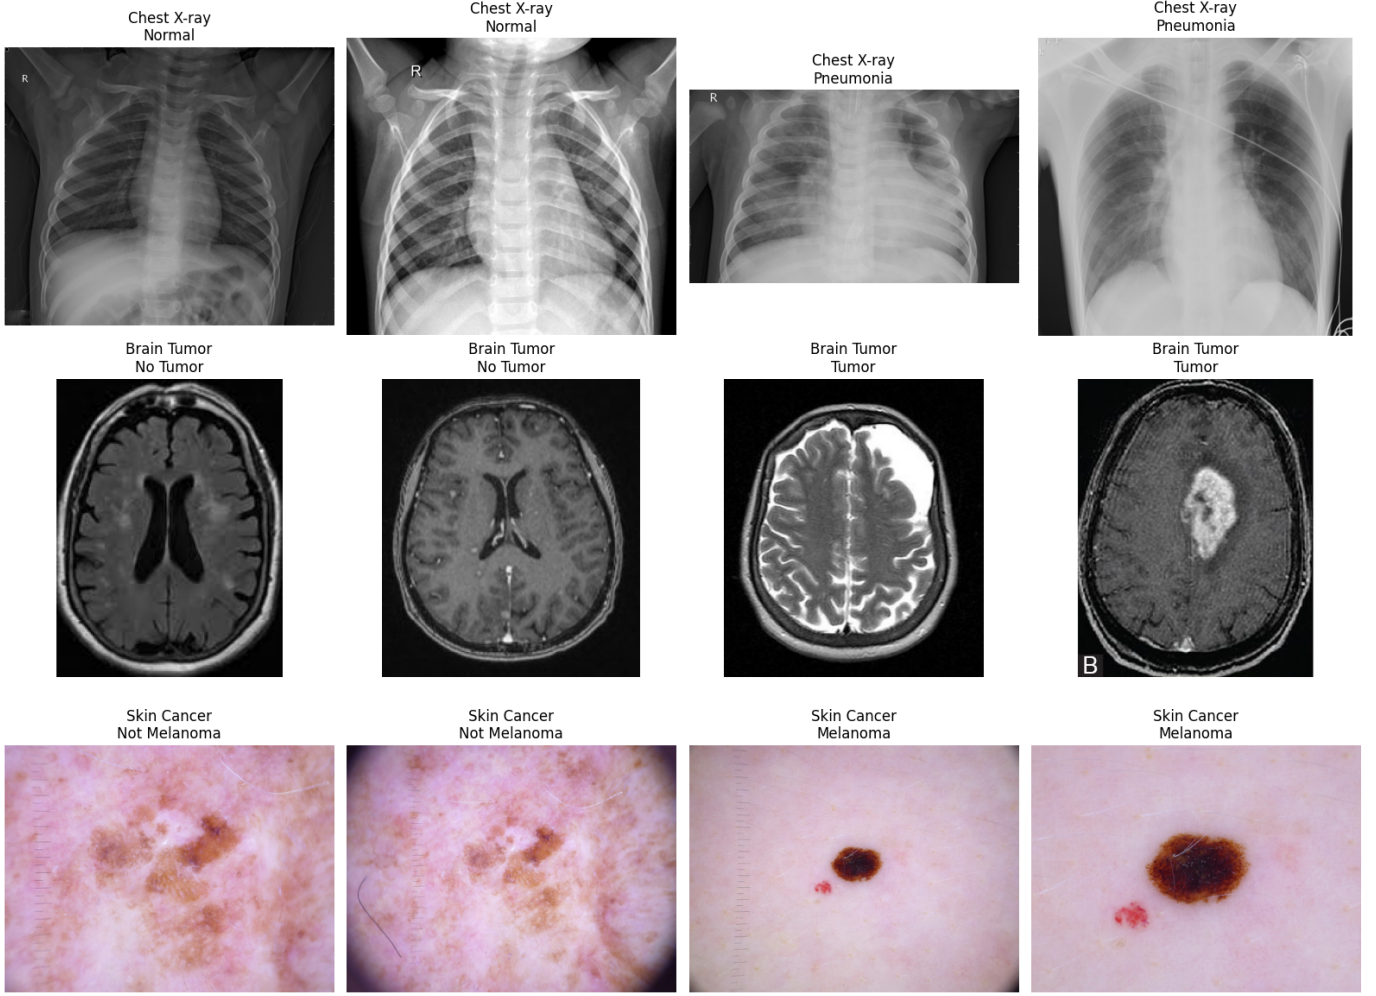 Chest X-ray
Normal
Chest X-ray
Normal
Chest X-ray
Pneumonia
Chest X-ray
Pneumonia
R
R
R
Brain Tumor
No Tumor
Brain Tumor
No Tumor
Brain Tumor
Tumor
Brain Tumor
Tumor
B
Skin Cancer
Not Melanoma
Skin Cancer
Not Melanoma
Skin Cancer
Melanoma
Skin Cancer
Melanoma